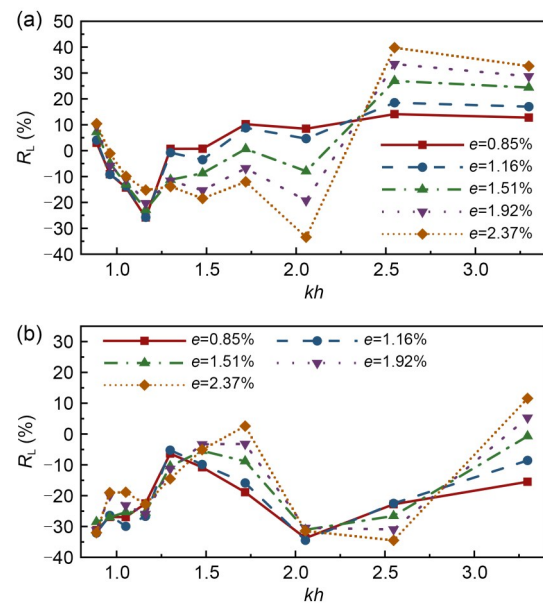 (a)
50
40
30
20
10
0
−10
−20
−30
−40
R_L (%)
e=0.85%
e=1.16%
e=1.51%
e=1.92%
e=2.37%
1.0 1.5 2.0 2.5 3.0
kh
(b)
30
20
10
0
−10
−20
−30
−40
R_L (%)
e=0.85% e=1.16%
e=1.51% e=1.92%
e=2.37%
1.0 1.5 2.0 2.5 3.0
kh